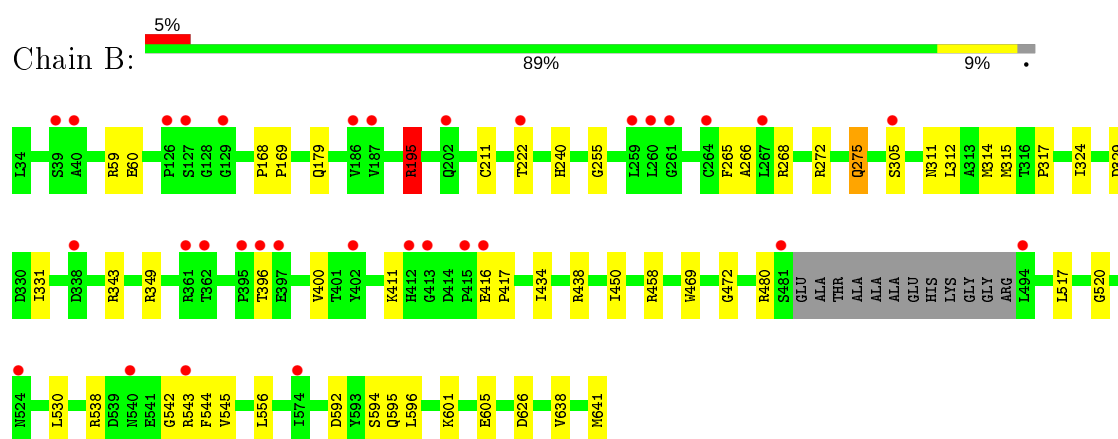 5%
Chain B:
89% 9% •
L34 S39 A40 R59 E60 P126 S127 G128 G129 P168 P169 Q179 V186 V187 R195 Q202 C211 T222 H240 G255 L259 L260 G261 C264 F265 A266 L267 R268 R272 Q275 S305 N311 L312 A313 M314 M315 T316 P317 I324 D329
D330 I331 D338 R343 R349 R361 T362 P395 T396 E397 V400 T401 Y402 K411 H412 G413 D414 P415 E416 P417 I434 R438 I450 R458 W469 G472 R480 S481 GLU ALA THR ALA ALA ALA GLU HIS LYS GLY GLY ARG L494 L517 G520
N524 L530 R538 D539 N540 E541 G542 R543 F544 V545 L556 I574 D592 Y593 S594 Q595 L596 K601 E605 D626 V638 M641